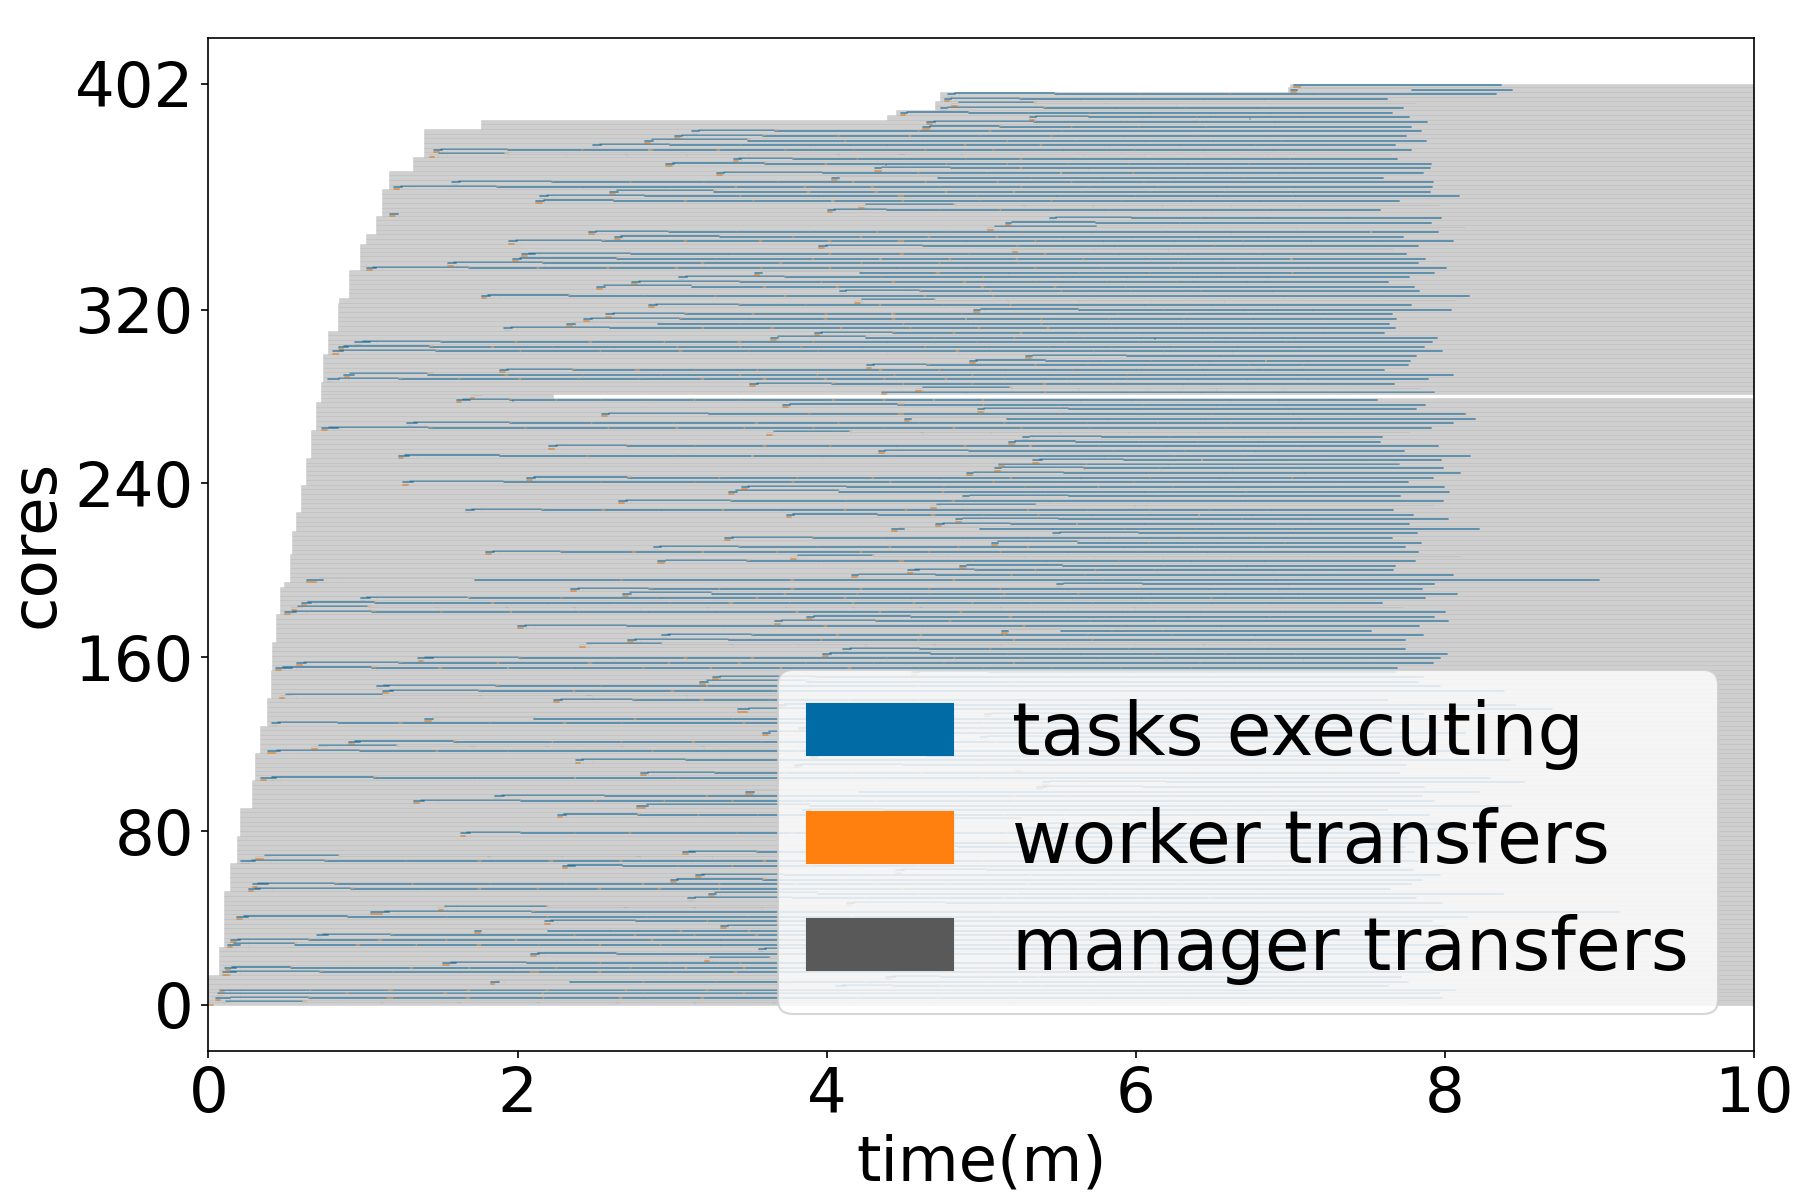 402
320
240
160
80
0
cores
tasks executing
worker transfers
manager transfers
0 2 4 6 8 10
time(m)